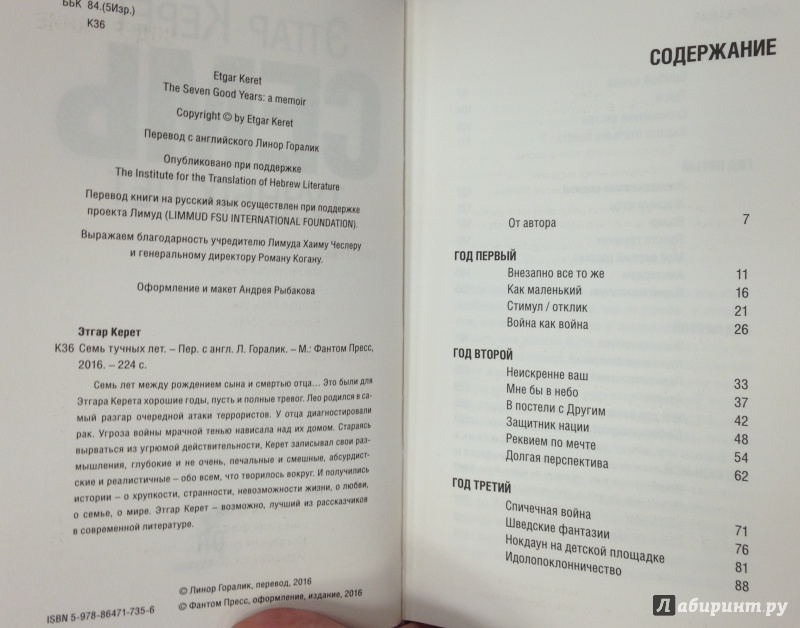 ББК 84.(5Изр.)
К36
Etgar Keret
The Seven Good Years: a memoir
Copyright © by Etgar Keret
Перевод с английского Линор Горалик
Опубликовано при поддержке
The Institute for the Translation of Hebrew Literature
Перевод книги на русский язык осуществлен при поддержке
проекта Лимуд (LIMMUD FSU INTERNATIONAL FOUNDATION).
Выражаем благодарность учредителю Лимуда Хаиму Чеслеру
и генеральному директору Роману Когану.
Оформление и макет Андрея Рыбакова
Этгар Керет
К36 Семь тучных лет. – Пер. с англ. Л. Горалик. – М.: Фантом Пресс,
2016. – 224 с.
Семь лет между рождением сына и смертью отца... Это были для
Этгара Керета хорошие годы, пусть и полные тревог. Лео родился в са-
мый разгар очередной атаки террористов. У отца диагностировали
рак. Угроза войны мрачной тенью нависала над их домом. Стараясь
вырваться из угрюмой действительности, Керет записывал свои раз-
мышления, глубокие и не очень, печальные и смешные, абсурдист-
ские и реалистичные – обо всем, что творилось вокруг. И получились
истории – о хрупкости, странности, невозможности жизни, о любви,
о семье, о мире. Этгар Керет – возможно, лучший из рассказчиков
в современной литературе.
© Линор Горалик, перевод, 2016
© Фантом Пресс, оформление, издание, 2016
ISBN 5-978-86471-735-6
СОДЕРЖАНИЕ
От автора 7
ГОД ПЕРВЫЙ
Внезапно все то же 11
Как маленький 16
Стимул / отклик 21
Война как война 26
ГОД ВТОРОЙ
Неискренне ваш 33
Мне бы в небо 37
В постели с Другим 42
Защитник нации 48
Реквием по мечте 54
Долгая перспектива 62
ГОД ТРЕТИЙ
Спичечная война 71
Шведские фантазии 76
Нокдаун на детской площадке 81
Идолопоклонничество 88
Лабиринт.ру